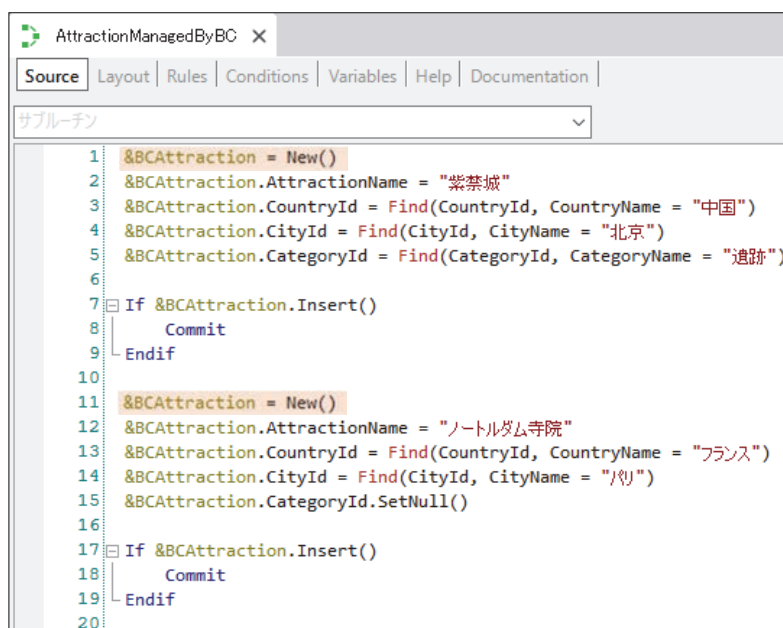 AttractionManagedByBC ✕
Source Layout Rules Conditions Variables Help Documentation
サブルーチン
1 &BCAttraction = New()
2 &BCAttraction.AttractionName = "紫禁城"
3 &BCAttraction.CountryId = Find(CountryId, CountryName = "中国")
4 &BCAttraction.CityId = Find(CityId, CityName = "北京")
5 &BCAttraction.CategoryId = Find(CategoryId, CategoryName = "遺跡")
6
7 If &BCAttraction.Insert()
8 Commit
9 Endif
10
11 &BCAttraction = New()
12 &BCAttraction.AttractionName = "ノートルダム寺院"
13 &BCAttraction.CountryId = Find(CountryId, CountryName = "フランス")
14 &BCAttraction.CityId = Find(CityId, CityName = "パリ")
15 &BCAttraction.CategoryId.SetNull()
16
17 If &BCAttraction.Insert()
18 Commit
19 Endif
20